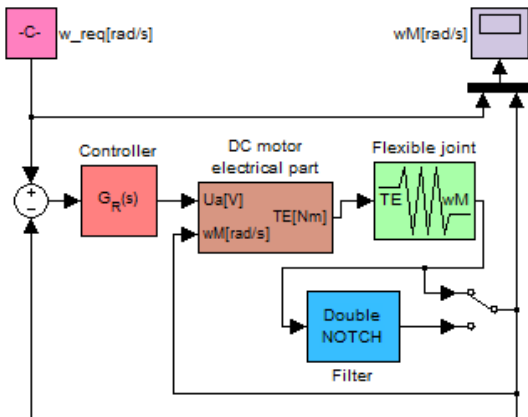 -C-
w_req[rad/s]
wM[rad/s]
Controller
DC motor
electrical part
Flexible joint
+
−
G_R(s)
Ua[V]
TE[Nm]
wM[rad/s]
TE
wM
Double
NOTCH
Filter